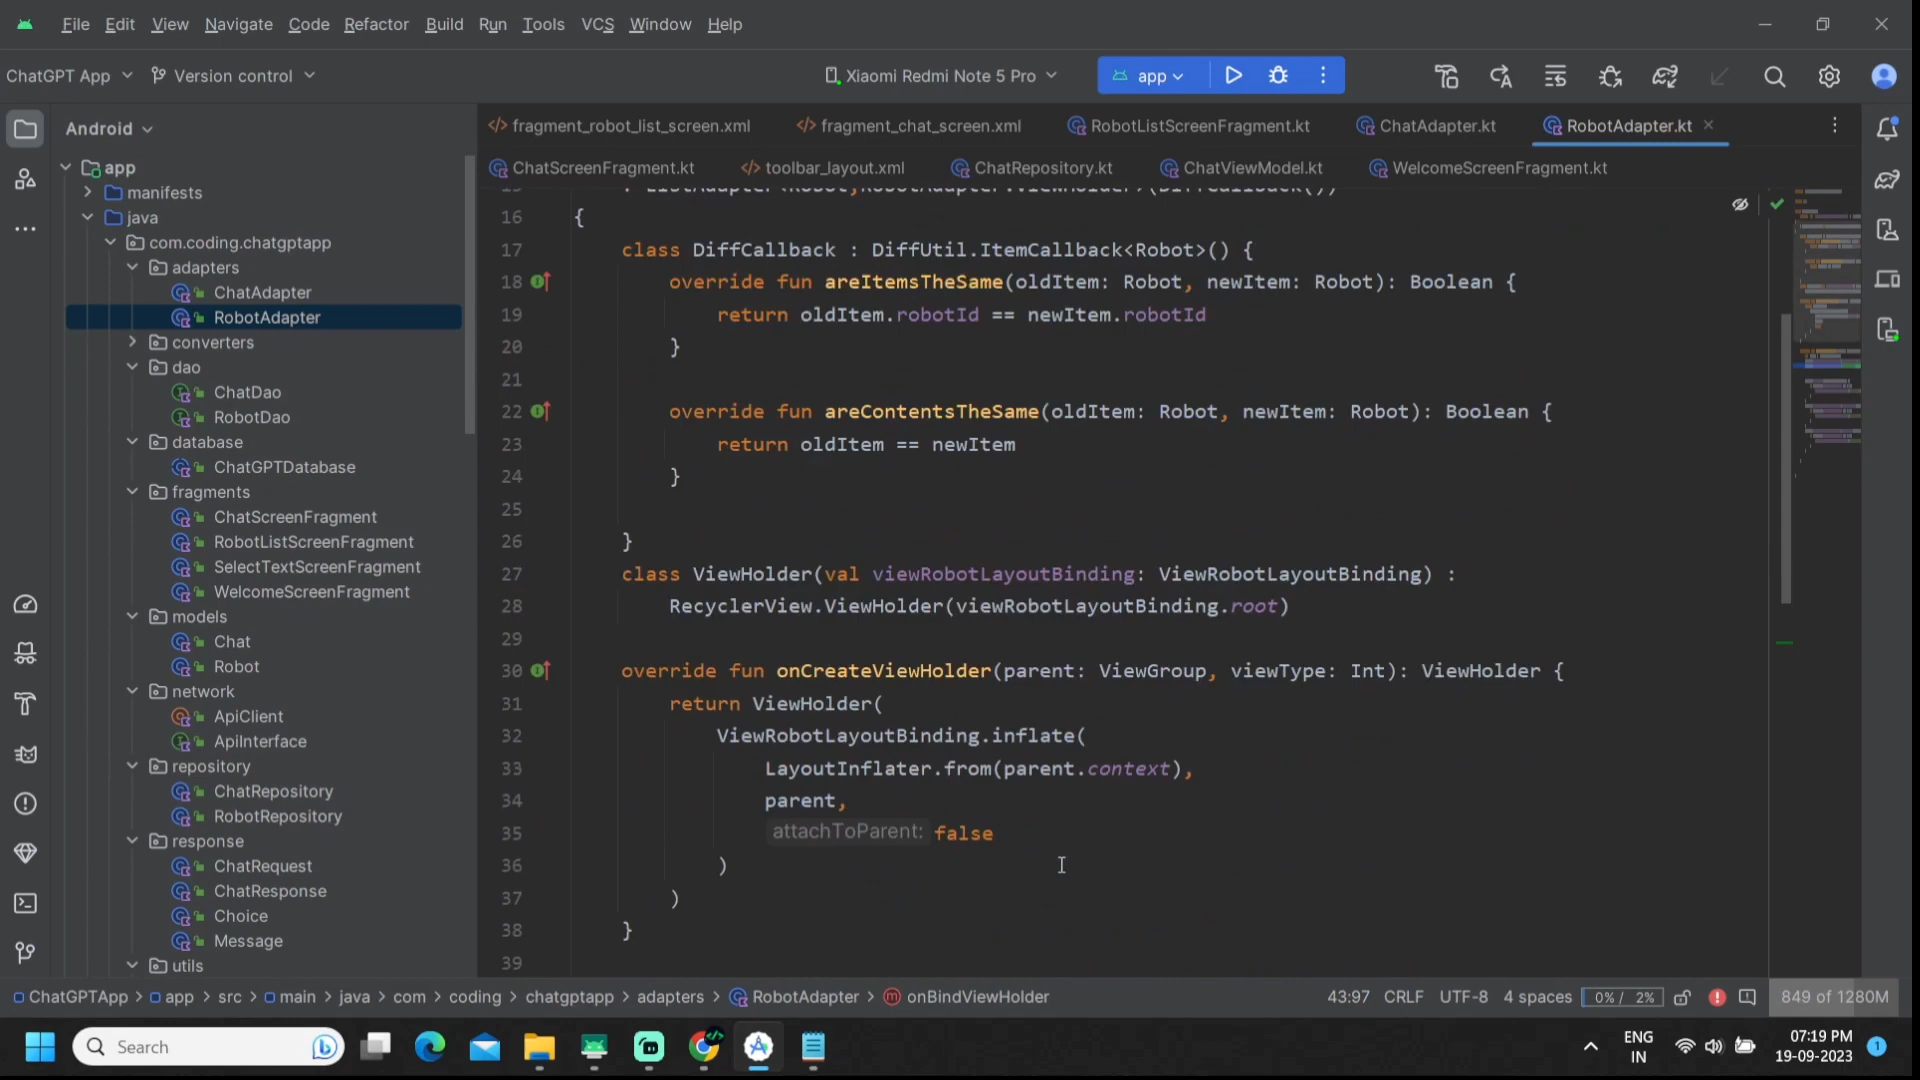 File Edit View Navigate Code Refactor Build Run Tools VCS Window Help
ChatGPT App Version control Xiaomi Redmi Note 5 Pro app
Android
app
manifests
java
com.coding.chatgptapp
adapters
ChatAdapter
RobotAdapter
converters
dao
ChatDao
RobotDao
database
ChatGPTDatabase
fragments
ChatScreenFragment
RobotListScreenFragment
SelectTextScreenFragment
WelcomeScreenFragment
models
Chat
Robot
network
ApiClient
ApiInterface
repository
ChatRepository
RobotRepository
response
ChatRequest
ChatResponse
Choice
Message
utils
fragment_robot_list_screen.xml fragment_chat_screen.xml RobotListScreenFragment.kt ChatAdapter.kt RobotAdapter.kt
ChatScreenFragment.kt toolbar_layout.xml ChatRepository.kt ChatViewModel.kt WelcomeScreenFragment.kt
15 : ListAdapter<Robot,RobotAdapter.ViewHolder>(DiffCallback())
16 {
17 class DiffCallback : DiffUtil.ItemCallback<Robot>() {
18 override fun areItemsTheSame(oldItem: Robot, newItem: Robot): Boolean {
19 return oldItem.robotId == newItem.robotId
20 }
21
22 override fun areContentsTheSame(oldItem: Robot, newItem: Robot): Boolean {
23 return oldItem == newItem
24 }
25
26 }
27 class ViewHolder(val viewRobotLayoutBinding: ViewRobotLayoutBinding) :
28 RecyclerView.ViewHolder(viewRobotLayoutBinding.root)
29
30 override fun onCreateViewHolder(parent: ViewGroup, viewType: Int): ViewHolder {
31 return ViewHolder(
32 ViewRobotLayoutBinding.inflate(
33 LayoutInflater.from(parent.context),
34 parent,
35 attachToParent: false
36 )
37 )
38 }
39
ChatGPTApp > app > src > main > java > com > coding > chatgptapp > adapters > RobotAdapter > onBindViewHolder 43:97 CRLF UTF-8 4 spaces 0% / 2% 849 of 1280M
Search ENG IN 07:19 PM 19-09-2023 1